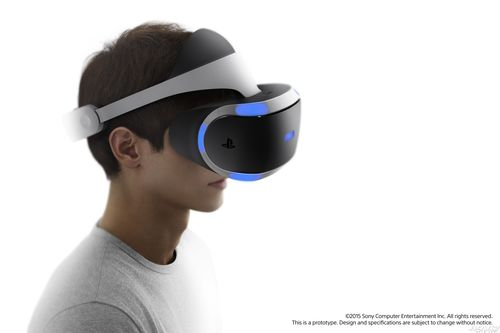 ©2015 Sony Computer Entertainment Inc. All rights reserved.
This is a prototype. Design and specifications are subject to change without notice.